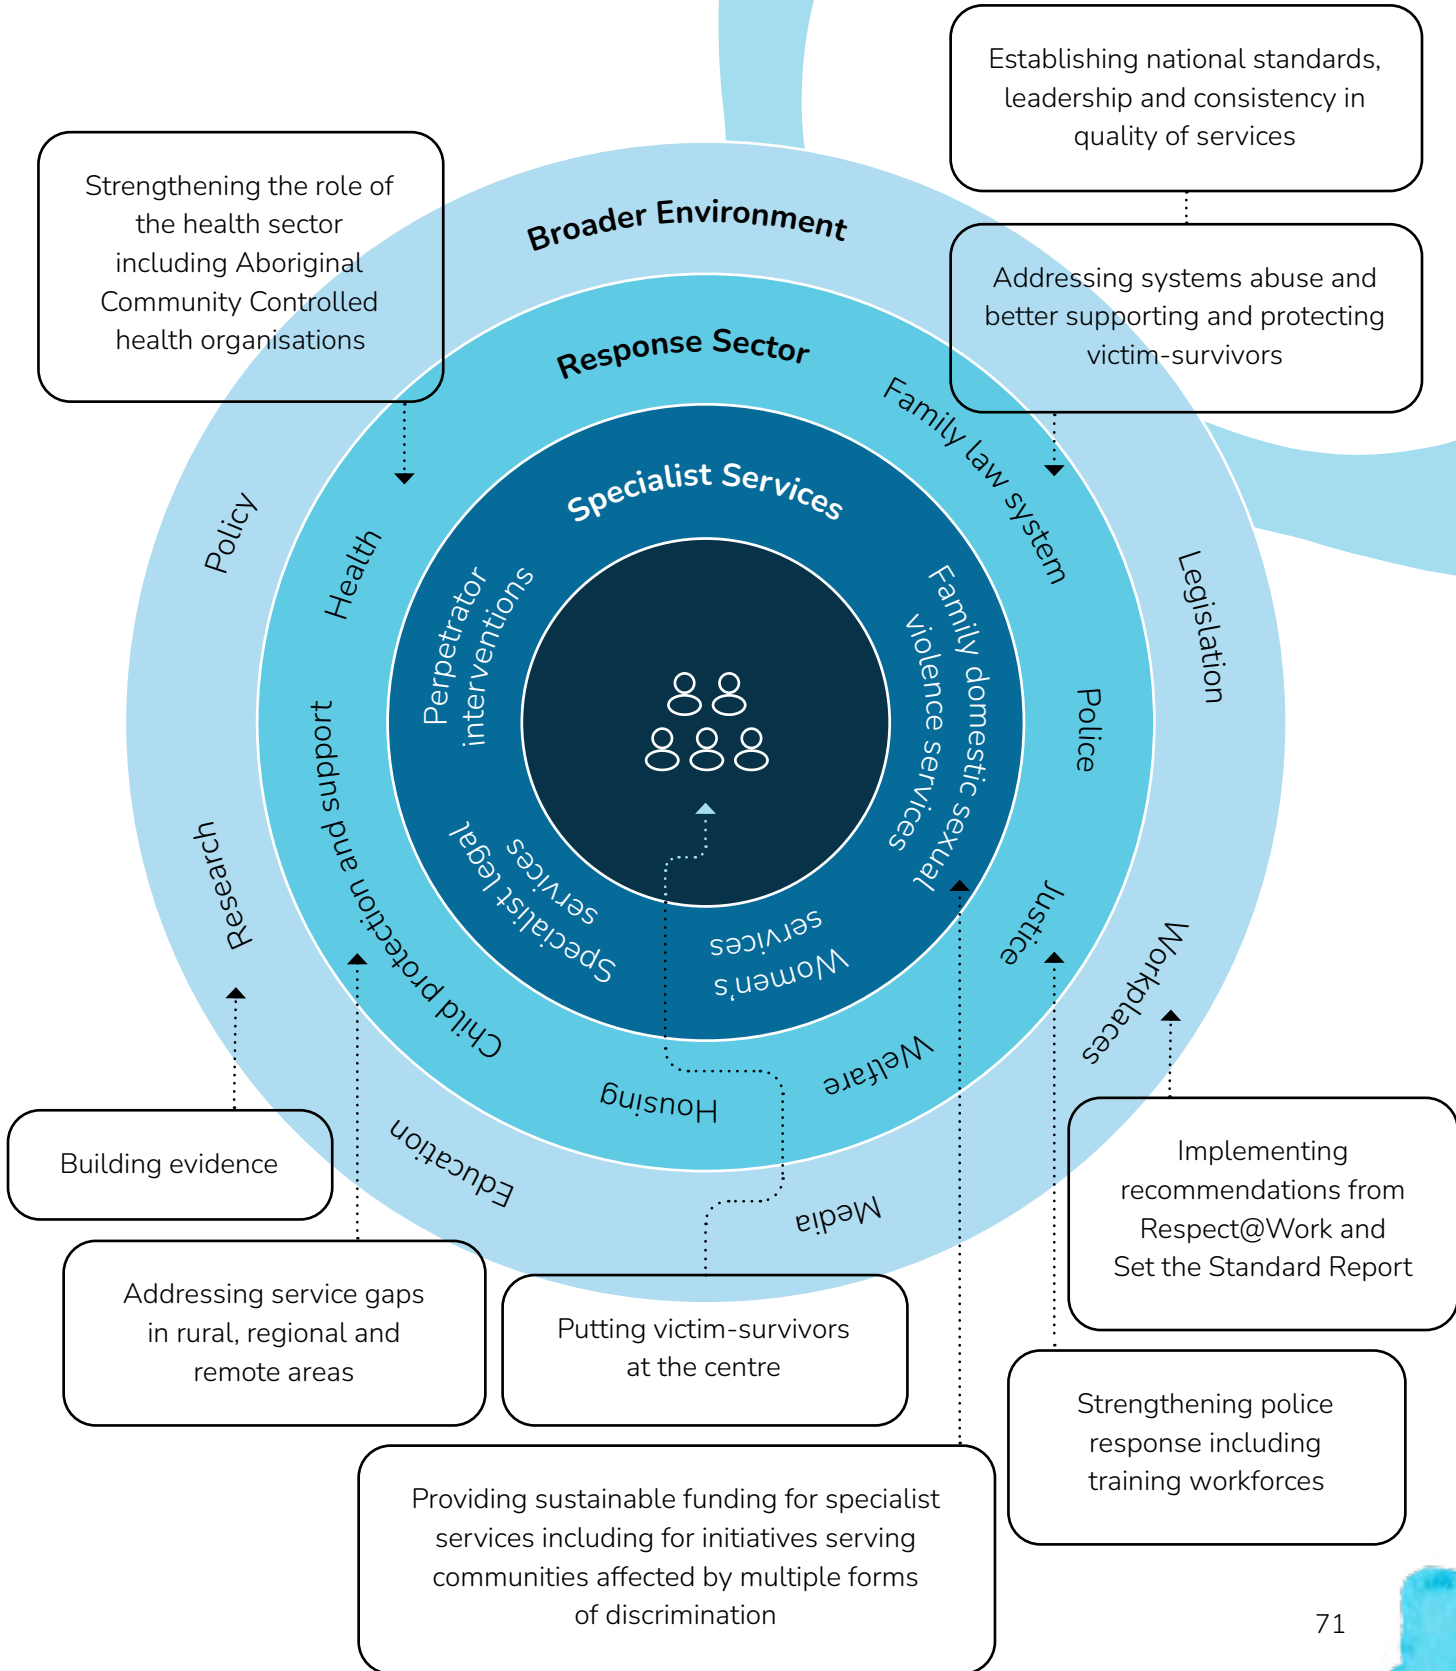 Establishing national standards,
leadership and consistency in
quality of services
Strengthening the role of
the health sector
including Aboriginal
Community Controlled
health organisations
Addressing systems abuse and
better supporting and protecting
victim-survivors
Broader Environment
Response Sector
Specialist Services
Policy
Legislation
Research
Workplaces
Education
Media
Health
Family law system
Police
Justice
Child protection and support
Housing
Welfare
Perpetrator
interventions
Family domestic sexual
violence services
Specialist legal
services
Women's
services
Building evidence
Addressing service gaps
in rural, regional and
remote areas
Putting victim-survivors
at the centre
Implementing
recommendations from
Respect@Work and
Set the Standard Report
Strengthening police
response including
training workforces
Providing sustainable funding for specialist
services including for initiatives serving
communities affected by multiple forms
of discrimination
71